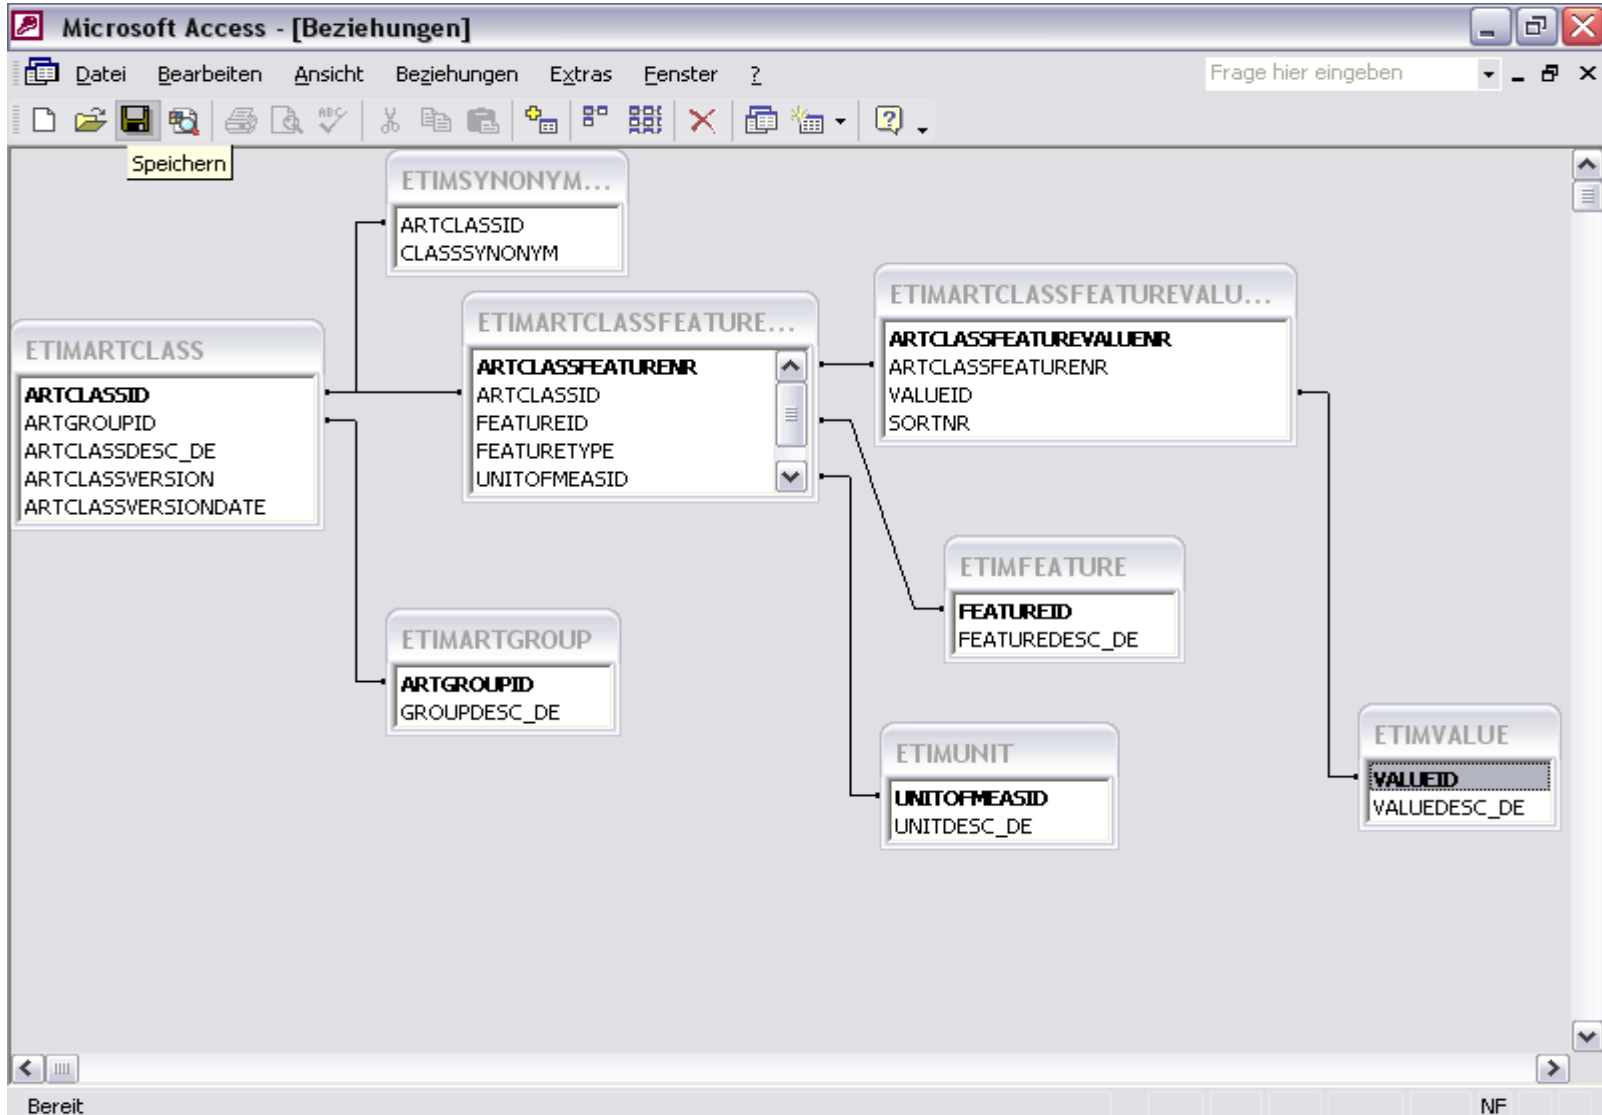 Microsoft Access - [Beziehungen]
Datei Bearbeiten Ansicht Beziehungen Extras Fenster ?
Frage hier eingeben
ABC
Speichern
ETIMSYNONYM...
ARTCLASSID
CLASSSYNONYM
ETIMARTCLASS
ARTCLASSID
ARTGROUPID
ARTCLASSDESC_DE
ARTCLASSVERSION
ARTCLASSVERSIONDATE
ETIMARTCLASSFEATURE...
ARTCLASSFEATURENR
ARTCLASSID
FEATUREID
FEATURETYPE
UNITOFMEASID
ETIMARTCLASSFEATUREVALU...
ARTCLASSFEATUREVALUENR
ARTCLASSFEATURENR
VALUEID
SORTNR
ETIMFEATURE
FEATUREID
FEATUREDESC_DE
ETIMARTGROUP
ARTGROUPID
GROUPDESC_DE
ETIMUNIT
UNITOFMEASID
UNITDESC_DE
ETIMVALUE
VALUEID
VALUEDESC_DE
Bereit
NF